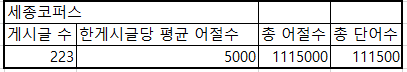 세종코퍼스
게시글 수 한게시글당 평균 어절수 총 어절수 총 단어수
223 5000 1115000 111500